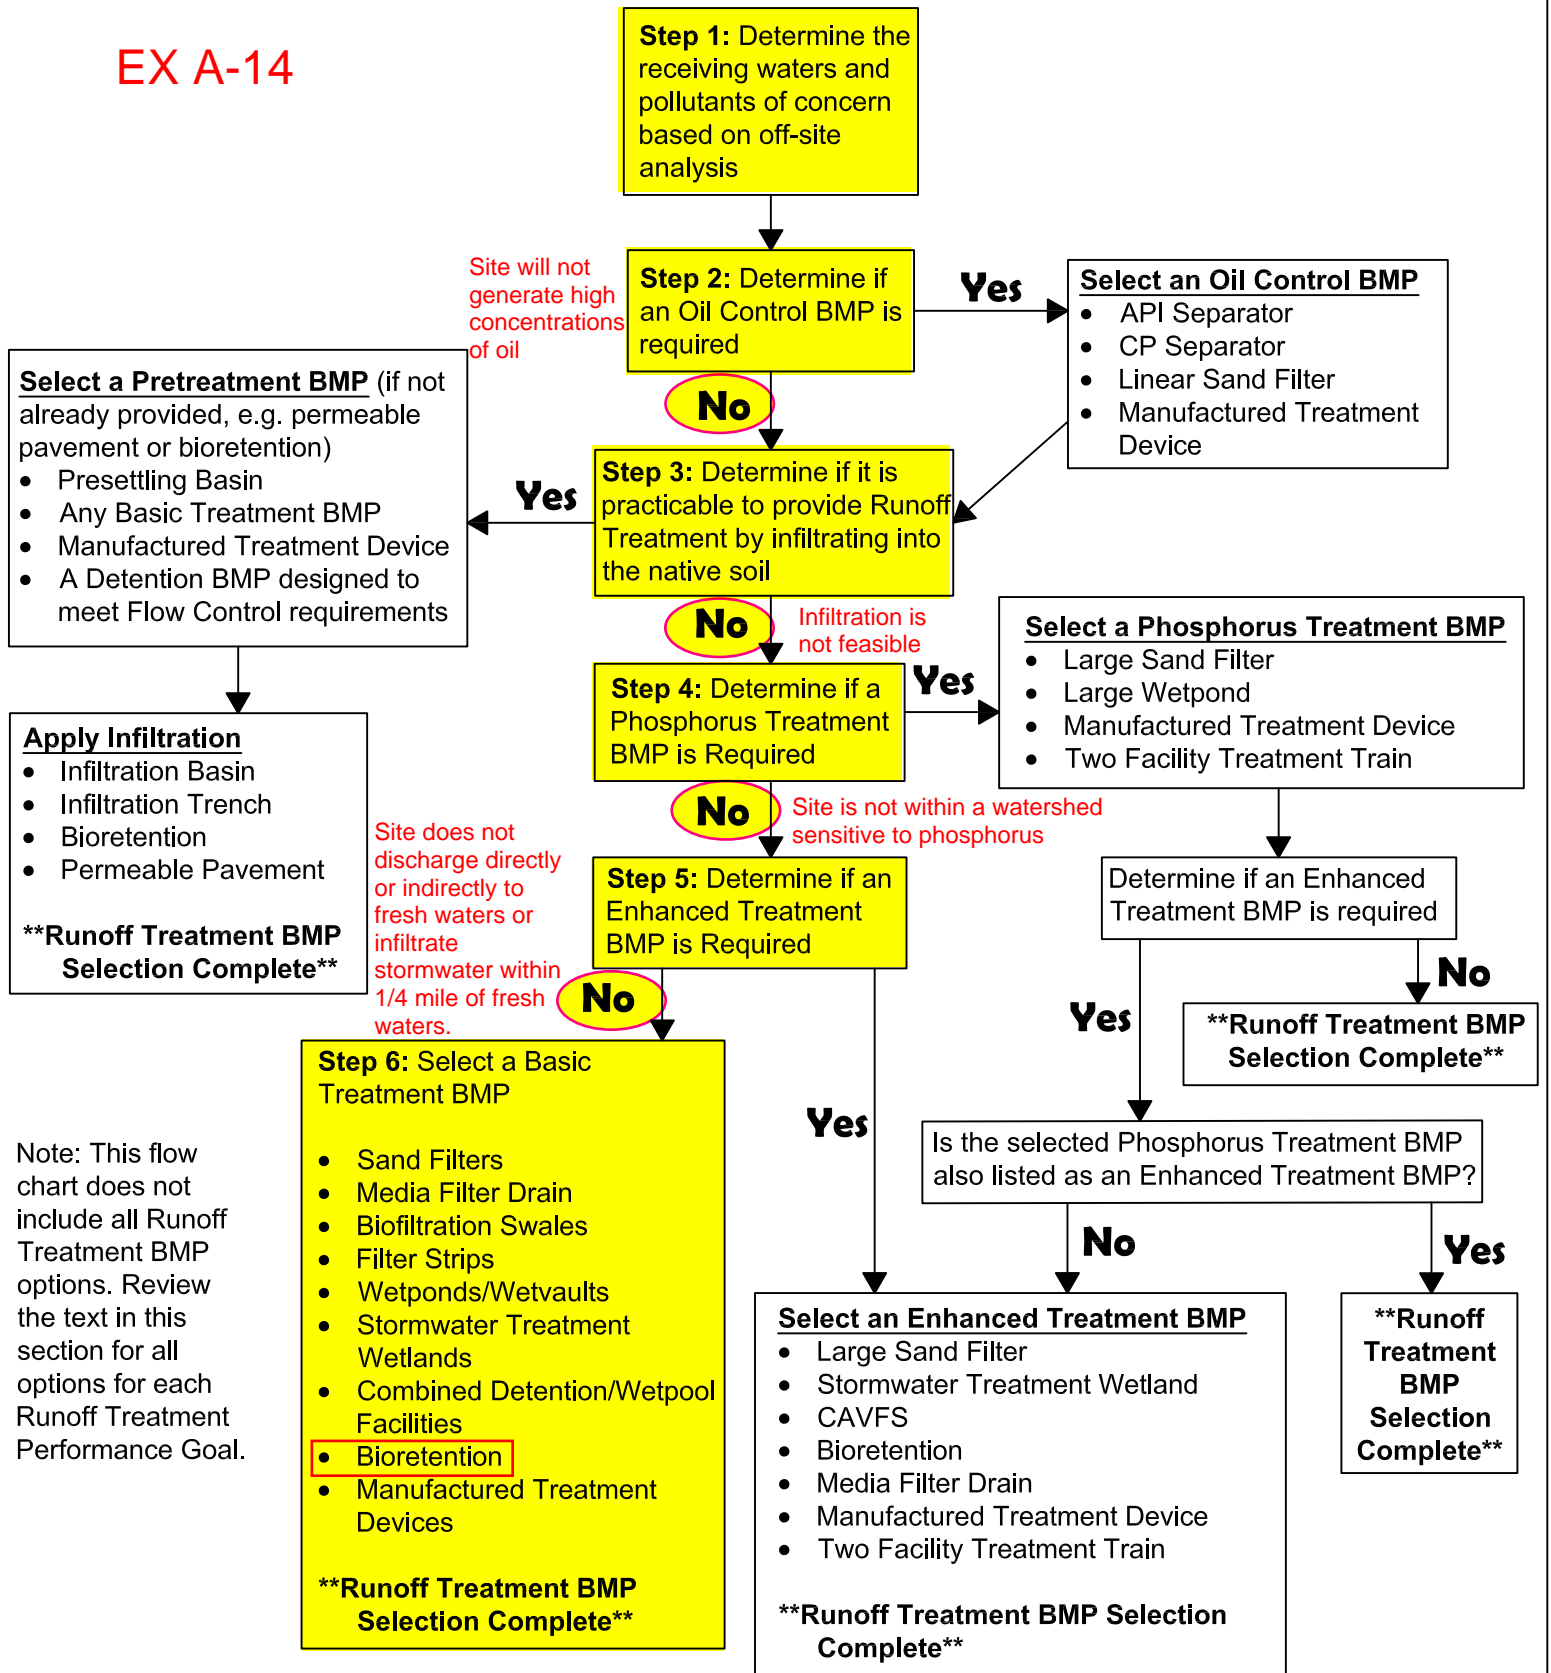 EX A-14
Step 1: Determine the
receiving waters and
pollutants of concern
based on off-site
analysis
Site will not
generate high
concentrations
of oil
Step 2: Determine if
an Oil Control BMP is
required
Yes
Select an Oil Control BMP
• API Separator
• CP Separator
• Linear Sand Filter
• Manufactured Treatment
Device
No
Select a Pretreatment BMP (if not
already provided, e.g. permeable
pavement or bioretention)
• Presettling Basin
• Any Basic Treatment BMP
• Manufactured Treatment Device
• A Detention BMP designed to
meet Flow Control requirements
Yes
Step 3: Determine if it is
practicable to provide Runoff
Treatment by infiltrating into
the native soil
No
Infiltration is
not feasible
Step 4: Determine if a
Phosphorus Treatment
BMP is Required
Yes
Select a Phosphorus Treatment BMP
• Large Sand Filter
• Large Wetpond
• Manufactured Treatment Device
• Two Facility Treatment Train
Apply Infiltration
• Infiltration Basin
• Infiltration Trench
• Bioretention
• Permeable Pavement
**Runoff Treatment BMP
Selection Complete**
No
Site is not within a watershed
sensitive to phosphorus
Site does not
discharge directly
or indirectly to
fresh waters or
infiltrate
stormwater within
1/4 mile of fresh
waters.
Step 5: Determine if an
Enhanced Treatment
BMP is Required
Determine if an Enhanced
Treatment BMP is required
No
Yes
No
**Runoff Treatment BMP
Selection Complete**
Step 6: Select a Basic
Treatment BMP
• Sand Filters
• Media Filter Drain
• Biofiltration Swales
• Filter Strips
• Wetponds/Wetvaults
• Stormwater Treatment
Wetlands
• Combined Detention/Wetpool
Facilities
• Bioretention
• Manufactured Treatment
Devices
**Runoff Treatment BMP
Selection Complete**
Yes
Is the selected Phosphorus Treatment BMP
also listed as an Enhanced Treatment BMP?
No
Yes
Note: This flow
chart does not
include all Runoff
Treatment BMP
options. Review
the text in this
section for all
options for each
Runoff Treatment
Performance Goal.
Select an Enhanced Treatment BMP
• Large Sand Filter
• Stormwater Treatment Wetland
• CAVFS
• Bioretention
• Media Filter Drain
• Manufactured Treatment Device
• Two Facility Treatment Train
**Runoff Treatment BMP Selection
Complete**
**Runoff
Treatment
BMP
Selection
Complete**